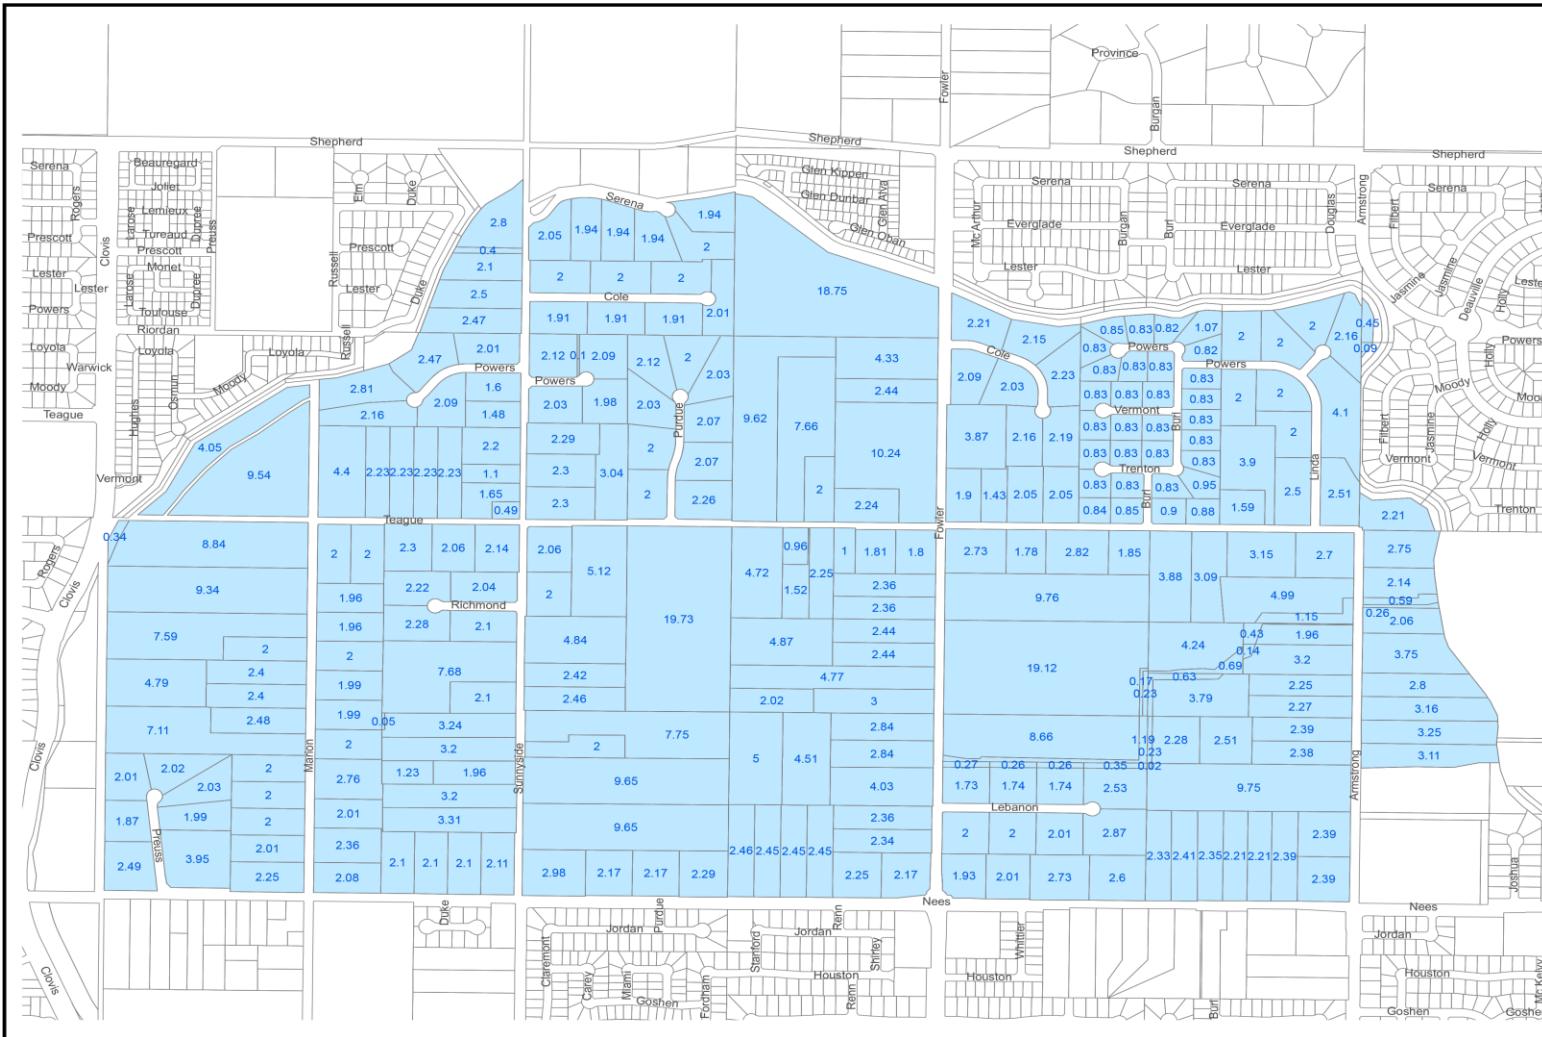 Province
Fowler
Burgan
Shepherd
Shepherd
Shepherd
Shepherd
Serena
Beauregard
Joliet
Lemieux
Tureaud
Prescott
Monet
Toulouse
Riordan
Rogers
Larose
Dupree
Preuss
Larose
Dupree
Prescott
Lester
Lester
Powers
Loyola
Warwick
Moody
Teague
Clovis
Elm
Duke
Russell
Prescott
Lester
Duke
Russell
Loyola
Loyola
Moody
Osmun
Hughes
Vermont
Serena
Glen Kippen
Glen Dunbar
Glen Alva
Glen Oban
Serena
Serena
Mc Arthur
Everglade
Burgan
Burl
Everglade
Douglas
Armstrong
Lester
Lester
Filbert
Serena
Jasmine
Jasmine
Deauville
Holly
Leste
Powers
Holly
Moody
Moo
Filbert
Jasmine
Holly
Vermont
Vermont
Trenton
2.8
0.4
2.1
2.5
2.47
2.01
2.47
Powers
2.81
2.16
2.09
1.6
1.48
4.05
9.54
4.4
2.23
2.23
2.23
2.23
2.2
1.1
1.65
0.49
Teague
2.05
1.94
1.94
1.94
1.94
2
2
2
2
Cole
2.01
1.91
1.91
1.91
2.12
0.1
2.09
2.12
2
2.03
Powers
2.03
1.98
2.03
Purdue
2.07
2.29
2.3
2.3
3.04
2
2
2.07
2.26
18.75
4.33
2.44
9.62
7.66
10.24
2
2.24
2.21
2.15
Cole
2.09
2.03
2.23
3.87
2.16
2.19
1.9
1.43
2.05
2.05
0.85
0.83
0.82
1.07
0.83
Powers
0.82
0.83
0.83
0.83
Powers
0.83
0.83
0.83
0.83
0.83
Vermont
Burl
0.83
0.83
0.83
0.83
0.83
0.83
0.83
0.83
0.83
Trenton
0.83
0.83
0.83
0.95
Burl
0.84
0.85
0.9
0.88
2
2
2
2.16
0.45
0.09
2
2
2
4.1
3.9
2.5
Linda
2.51
1.59
2.21
2.75
2.14
0.59
0.26
2.06
3.75
2.8
3.16
3.25
3.11
Fowler
Rogers
Clovis
Clovis
Clovis
0.34
8.84
9.34
7.59
2
4.79
2.4
2.4
7.11
2.48
2.01
2.02
2.03
2
2
1.87
1.99
2
Preuss
2.49
3.95
2.01
2.25
Marion
2
2
2.3
2.06
2.14
1.96
2.22
2.04
Richmond
1.96
2.28
2.1
2
1.99
7.68
2.1
1.99
0.05
3.24
2
3.2
2.76
1.23
1.96
3.2
2.01
3.31
2.36
2.08
2.1
2.1
2.1
2.11
Sunnyside
2.06
5.12
2
19.73
4.84
2.42
2.46
7.75
2
9.65
9.65
2.98
2.17
2.17
2.29
4.72
0.96
1.52
2.25
1
1.81
1.8
2.36
2.36
4.87
2.44
2.44
4.77
2.02
3
2.84
5
4.51
2.84
4.03
2.46
2.45
2.45
2.45
2.36
2.34
2.25
2.17
2.73
1.78
2.82
1.85
9.76
3.88
3.09
3.15
2.7
4.99
1.15
19.12
4.24
0.43
1.96
0.14
0.69
3.2
0.17
0.63
0.23
3.79
2.25
2.27
8.66
1.19
2.28
2.51
2.39
0.23
2.38
0.27
0.26
0.26
0.35
0.02
1.73
1.74
1.74
2.53
9.75
Lebanon
2
2
2.01
2.87
2.33
2.41
2.35
2.21
2.21
2.39
2.39
1.93
2.01
2.73
2.6
2.39
Armstrong
Nees
Nees
Joshua
Duke
Claremont
Jordan
Purdue
Carey
Miami
Goshen
Fordham
Stanford
Jordan
Renn
Shirley
Houston
Renn
Whittier
Houston
Burl
Jordan
Houston
Goshen
Mc Kelvy
Goshe